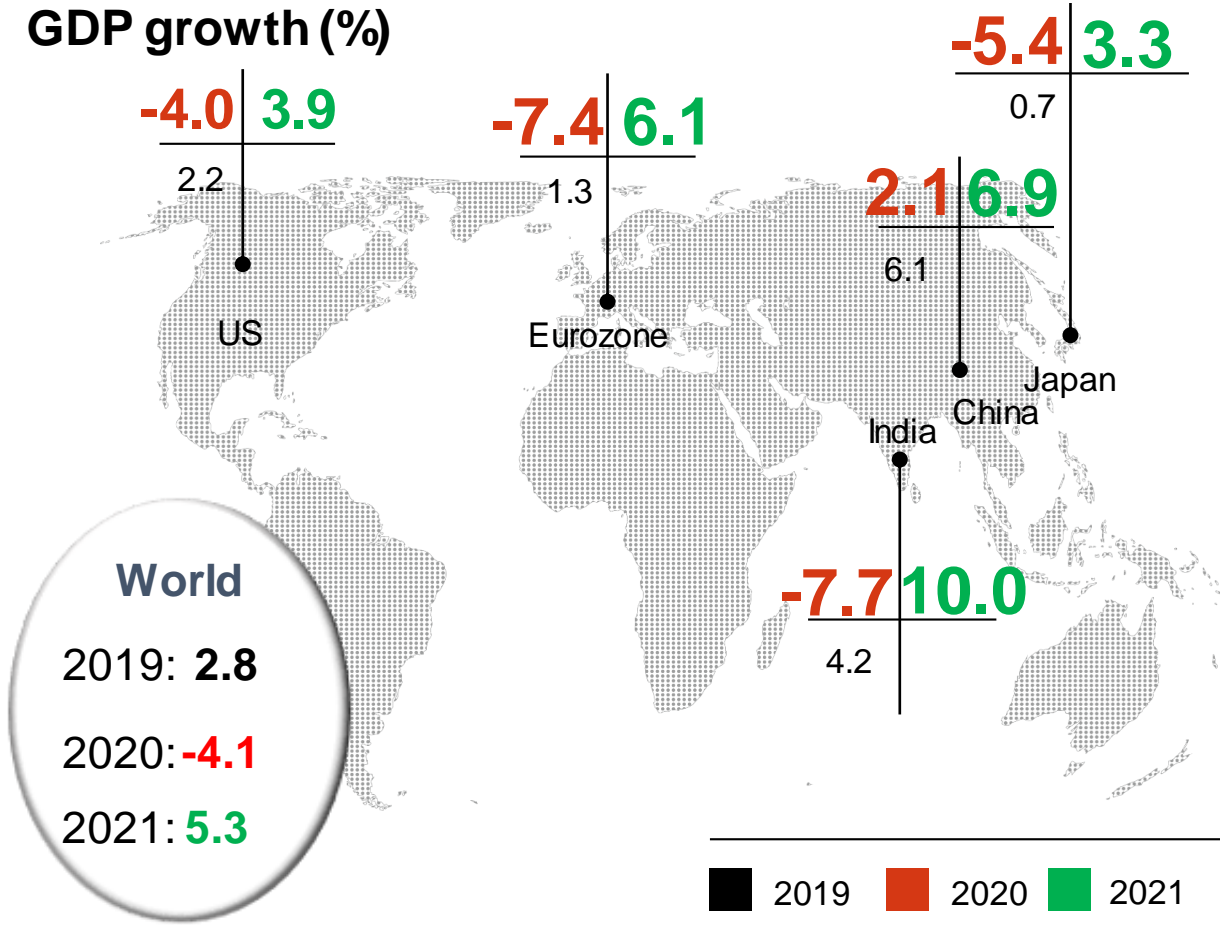 GDP growth (%)
-5.4 3.3
0.7
-4.0 3.9
2.2
-7.4 6.1
1.3
2.1 6.9
6.1
US
Eurozone
Japan
China
India
-7.7 10.0
4.2
World
2019: 2.8
2020: -4.1
2021: 5.3
2019 2020 2021